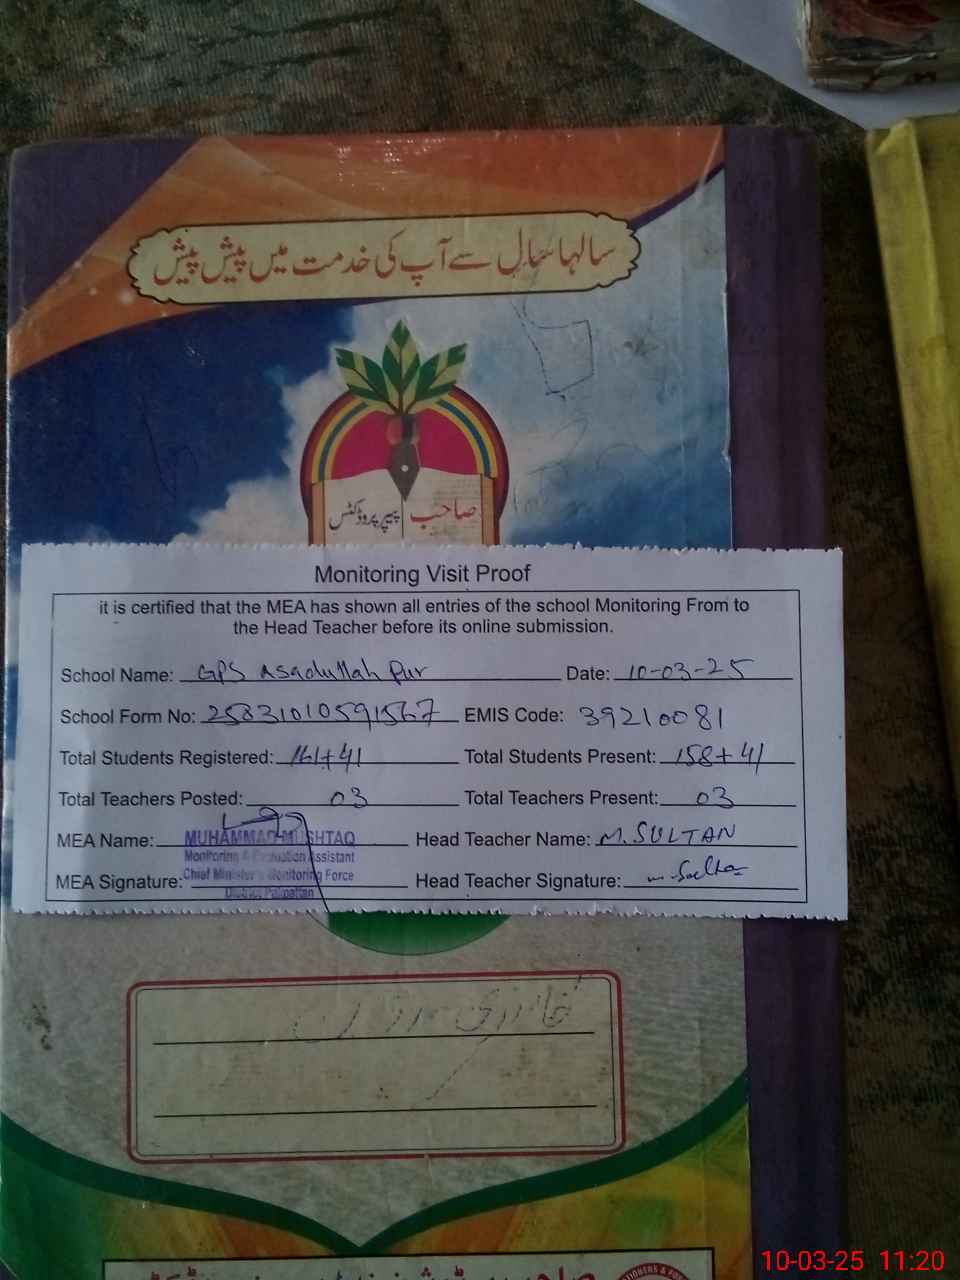 سالہا سال سے آپ کی خدمت میں پیش پیش
صاحب پیپر پروڈکٹس
Monitoring Visit Proof
it is certified that the MEA has shown all entries of the school Monitoring From to
the Head Teacher before its online submission.
School Name: GPS Asadullah Pur Date: 10-03-25
School Form No: 25831010591567 EMIS Code: 39210081
Total Students Registered: 161+41 Total Students Present: 158+41
Total Teachers Posted: 03 Total Teachers Present: 03
MEA Name: MUHAMMAD MUSHTAQ Head Teacher Name: M. SULTAN
Monitoring & Evaluation Assistant
Chief Minister's Monitoring Force
MEA Signature: Head Teacher Signature: m. Sultan
District Pakpattan
10-03-25 11:20